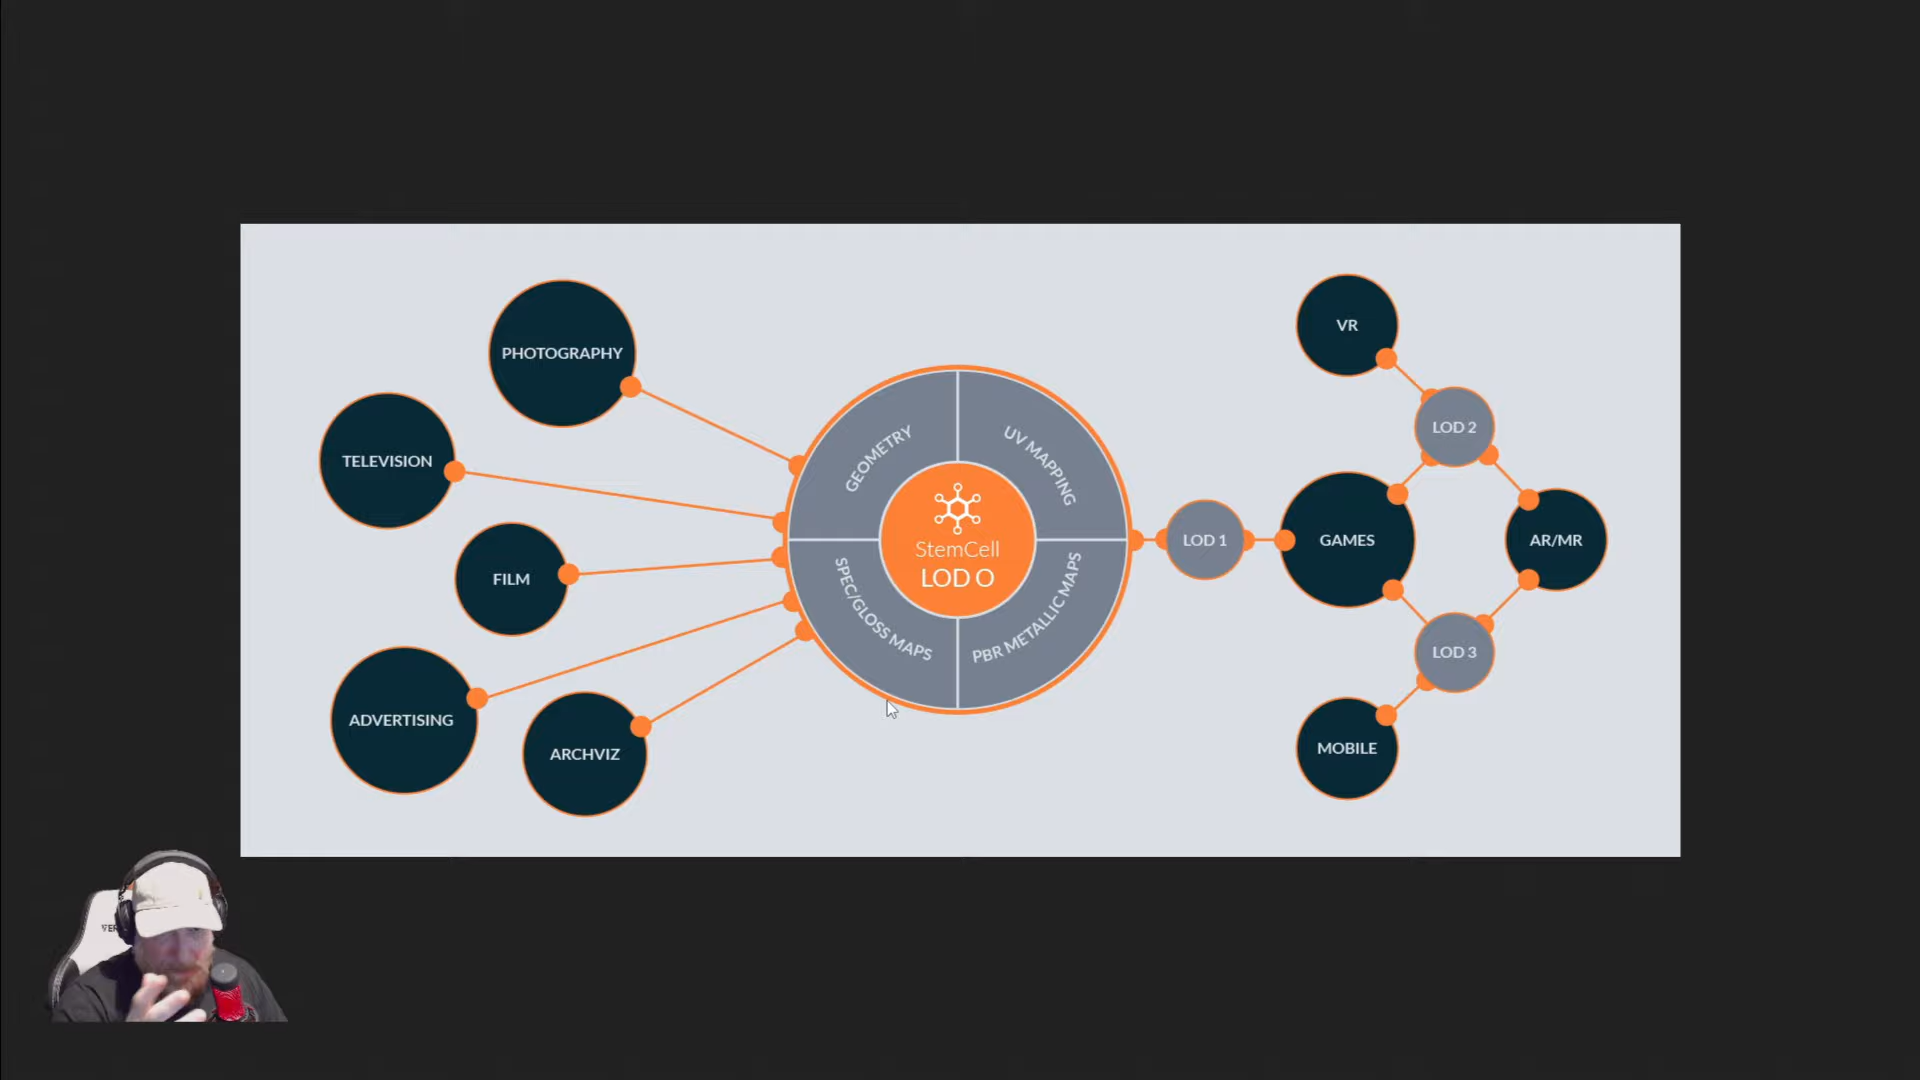 PHOTOGRAPHY
TELEVISION
FILM
ADVERTISING
ARCHVIZ
GEOMETRY
UV MAPPING
SPEC/GLOSS MAPS
PBR METALLIC MAPS
StemCell
LOD O
LOD 1
GAMES
VR
LOD 2
AR/MR
LOD 3
MOBILE